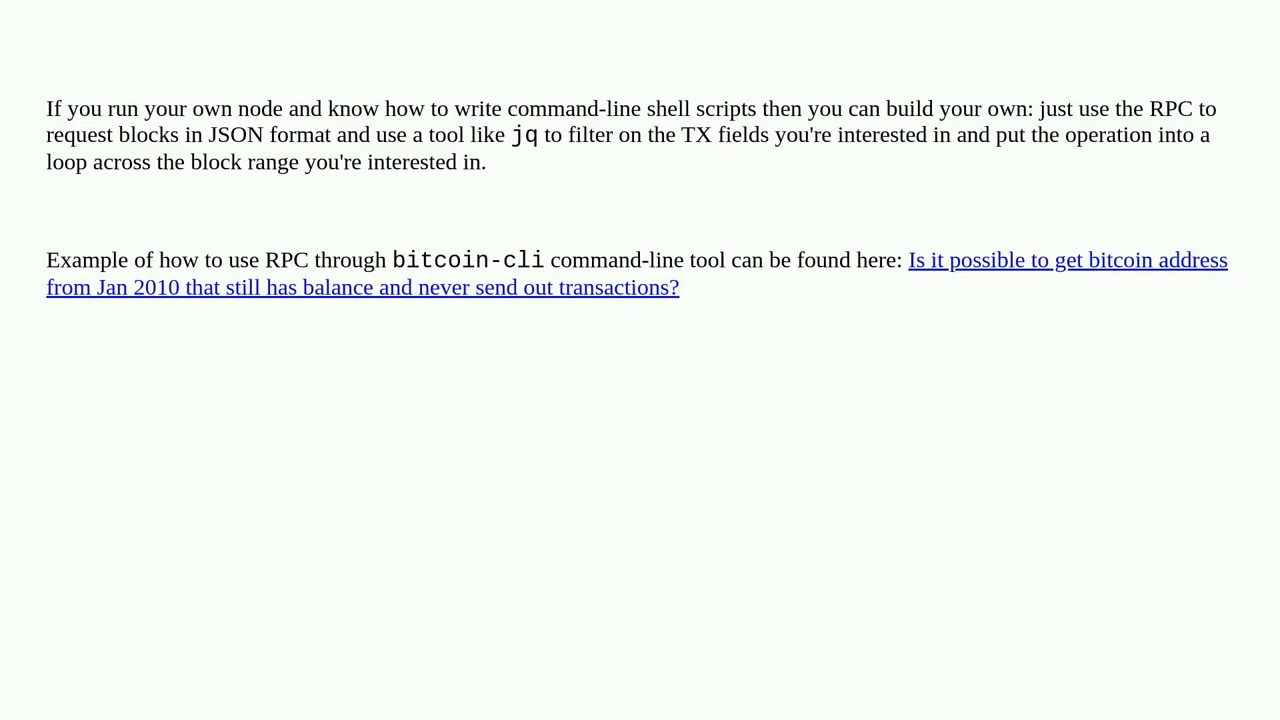 If you run your own node and know how to write command-line shell scripts then you can build your own: just use the RPC to
request blocks in JSON format and use a tool like jq to filter on the TX fields you're interested in and put the operation into a
loop across the block range you're interested in.
Example of how to use RPC through bitcoin-cli command-line tool can be found here: Is it possible to get bitcoin address
from Jan 2010 that still has balance and never send out transactions?